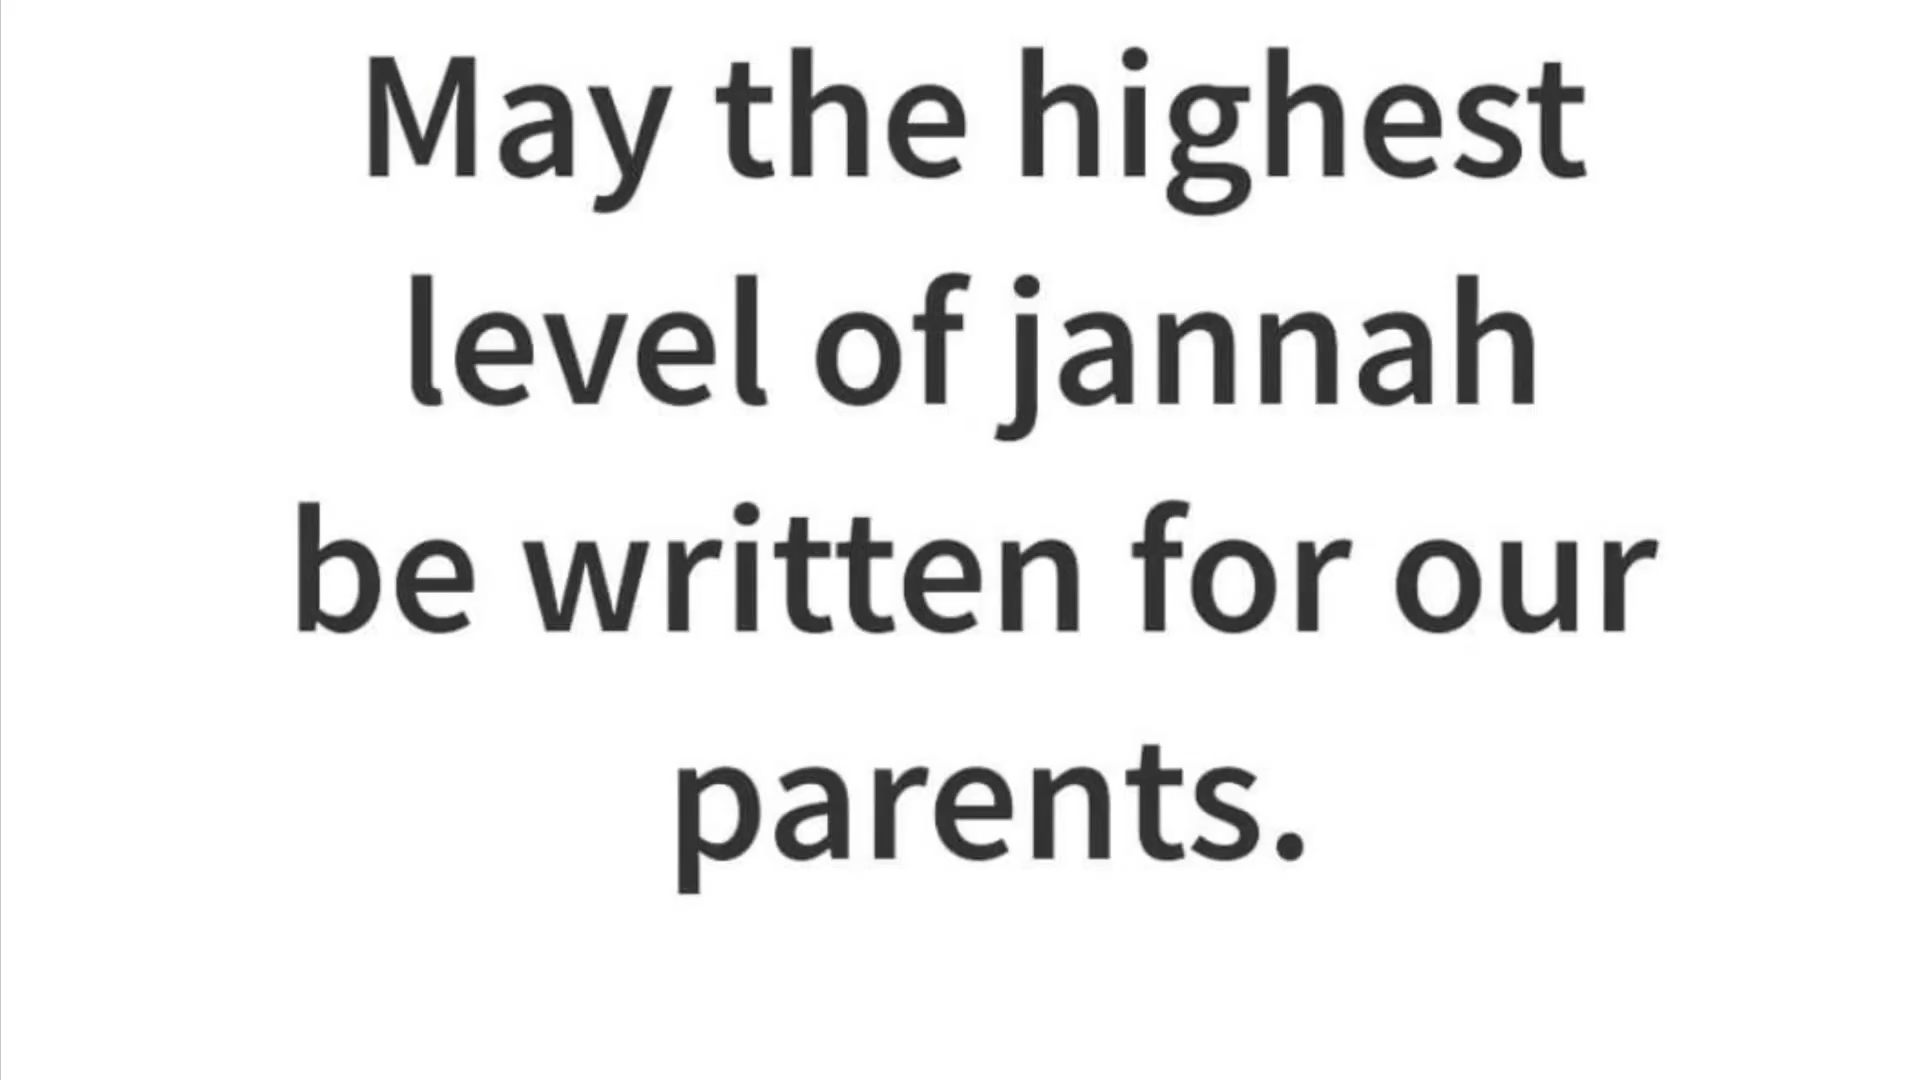 May the highest
level of jannah
be written for our
parents.